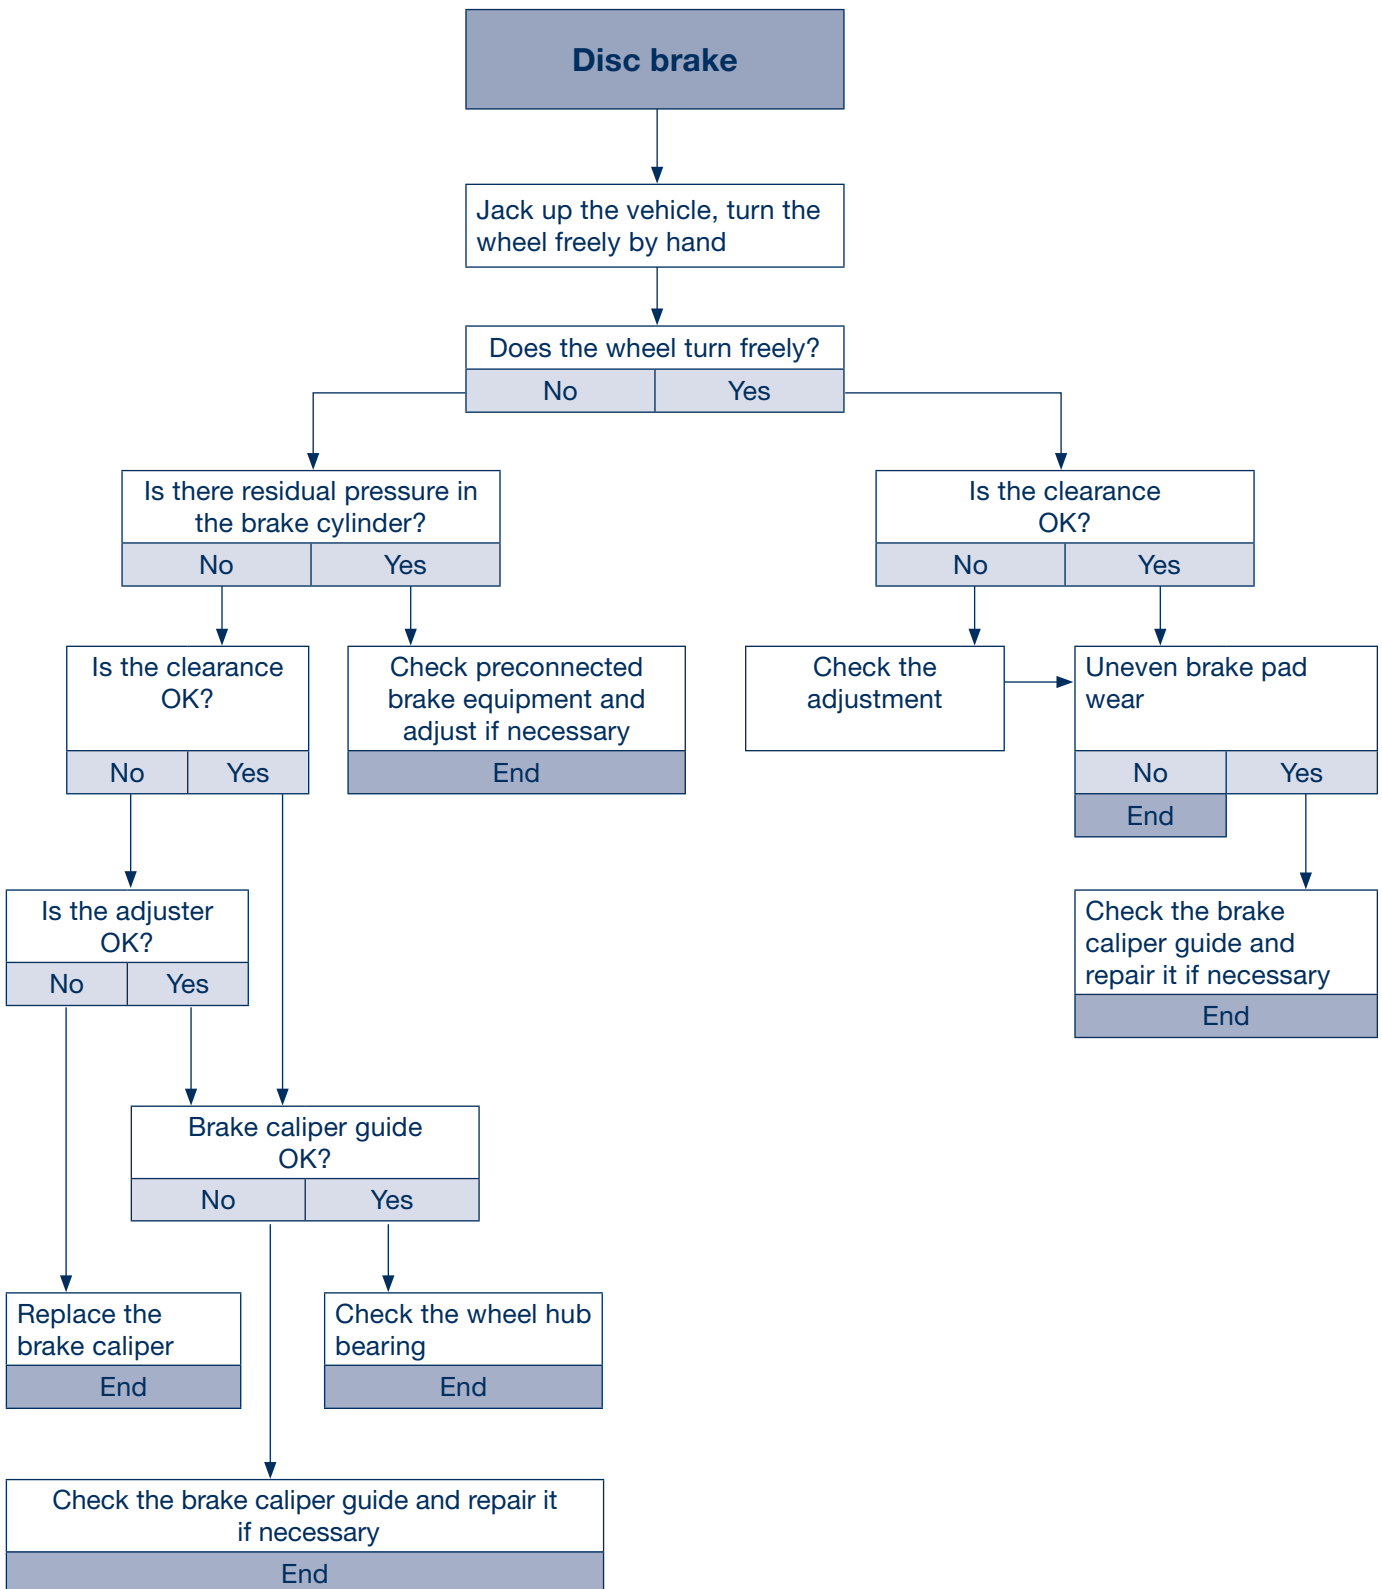 Disc brake
Jack up the vehicle, turn the
wheel freely by hand
Does the wheel turn freely?
No
Yes
Is there residual pressure in
the brake cylinder?
No
Yes
Is the clearance
OK?
No
Yes
Is the clearance
OK?
No
Yes
Check preconnected
brake equipment and
adjust if necessary
End
Check the
adjustment
Uneven brake pad
wear
No
Yes
End
Is the adjuster
OK?
No
Yes
Check the brake
caliper guide and
repair it if necessary
End
Brake caliper guide
OK?
No
Yes
Replace the
brake caliper
End
Check the wheel hub
bearing
End
Check the brake caliper guide and repair it
if necessary
End